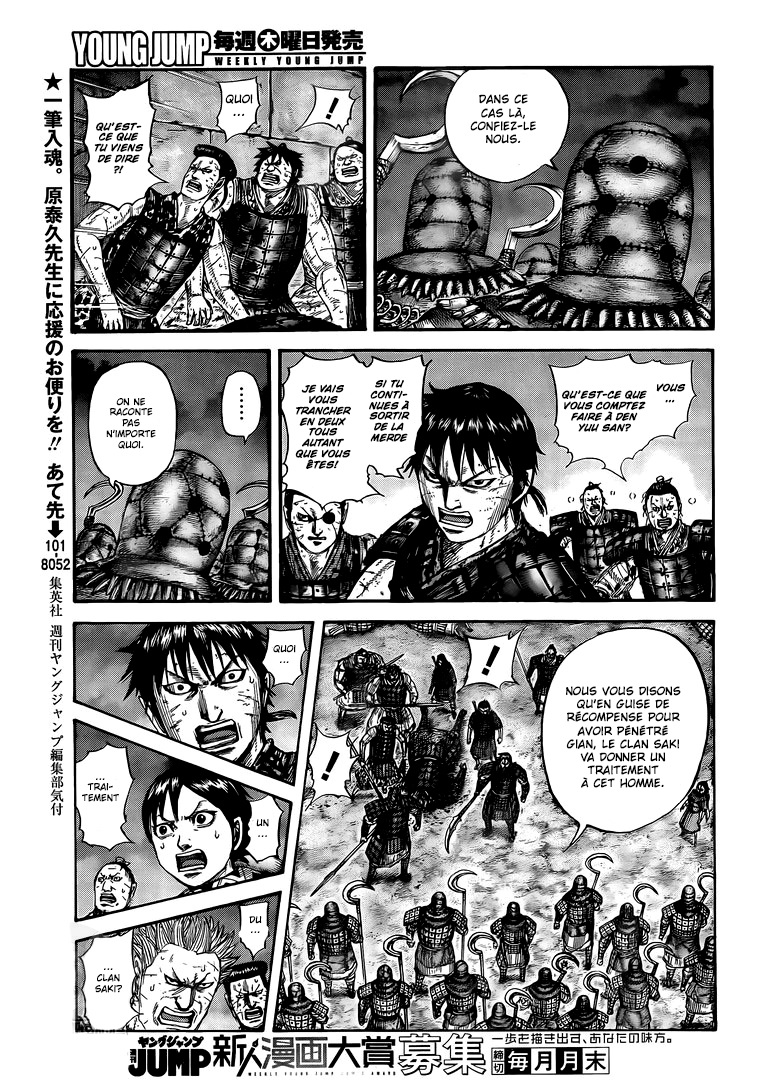 YOUNG JUMP 毎週木曜日発売
WEEKLY YOUNG JUMP
★一筆入魂。原泰久先生に応援のお便りを!! あて先➡101-8052 集英社 週刊ヤングジャンプ編集部気付
DANS CE
CAS LÀ,
CONFIEZ-LE
NOUS.
!
QUOI
...
QU'EST-
CE QUE
TU VIENS
DE DIRE
?!
VOUS
...
QU'EST-CE QUE
VOUS COMPTEZ
FAIRE À DEN
YUU SAN?
SI TU
CONTI-
NUES À
SORTIR
DE LA
MERDE
JE VAIS
VOUS
TRANCHER
EN DEUX
TOUS
AUTANT
QUE VOUS
ÊTES!
......
ON NE
RACONTE
PAS
N'IMPORTE
QUOI.
NOUS VOUS DISONS
QU'EN GUISE DE
RÉCOMPENSE POUR
AVOIR PÉNÉTRÉ
GIAN, LE CLAN SAKI
VA DONNER UN
TRAITEMENT
À CET HOMME.
!
!
QUOI
...
UN
...
...
TRAI-
TEMENT
DU
...
...
CLAN
SAKI?
週刊ヤングジャンプ
JUMP 新人漫画大賞 募集
一歩を描き出す、あなたの味方。
締切 毎月月末